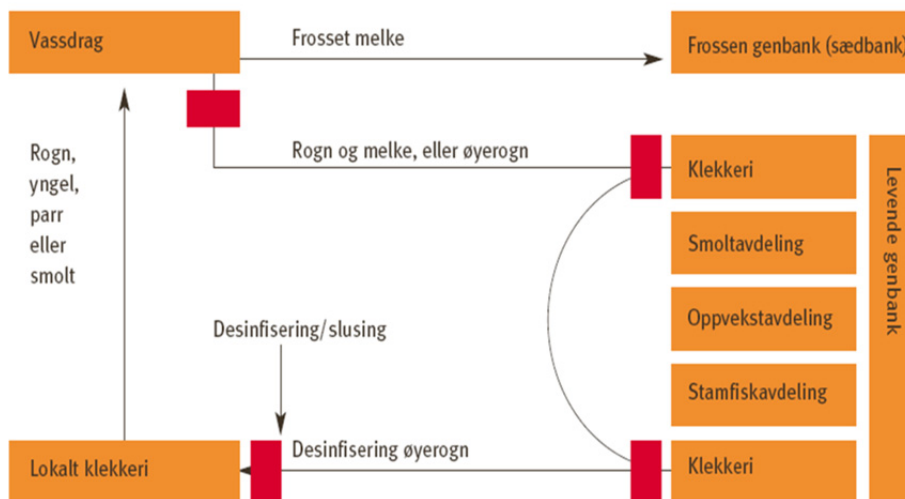 Vassdrag
Frosset melke
Frossen genbank (sædbank)
Rogn,
yngel,
parr
eller
smolt
Rogn og melke, eller øyerogn
Klekkeri
Smoltavdeling
Oppvekstavdeling
Stamfiskavdeling
Klekkeri
Levende genbank
Desinfisering/slusing
Desinfisering øyerogn
Lokalt klekkeri